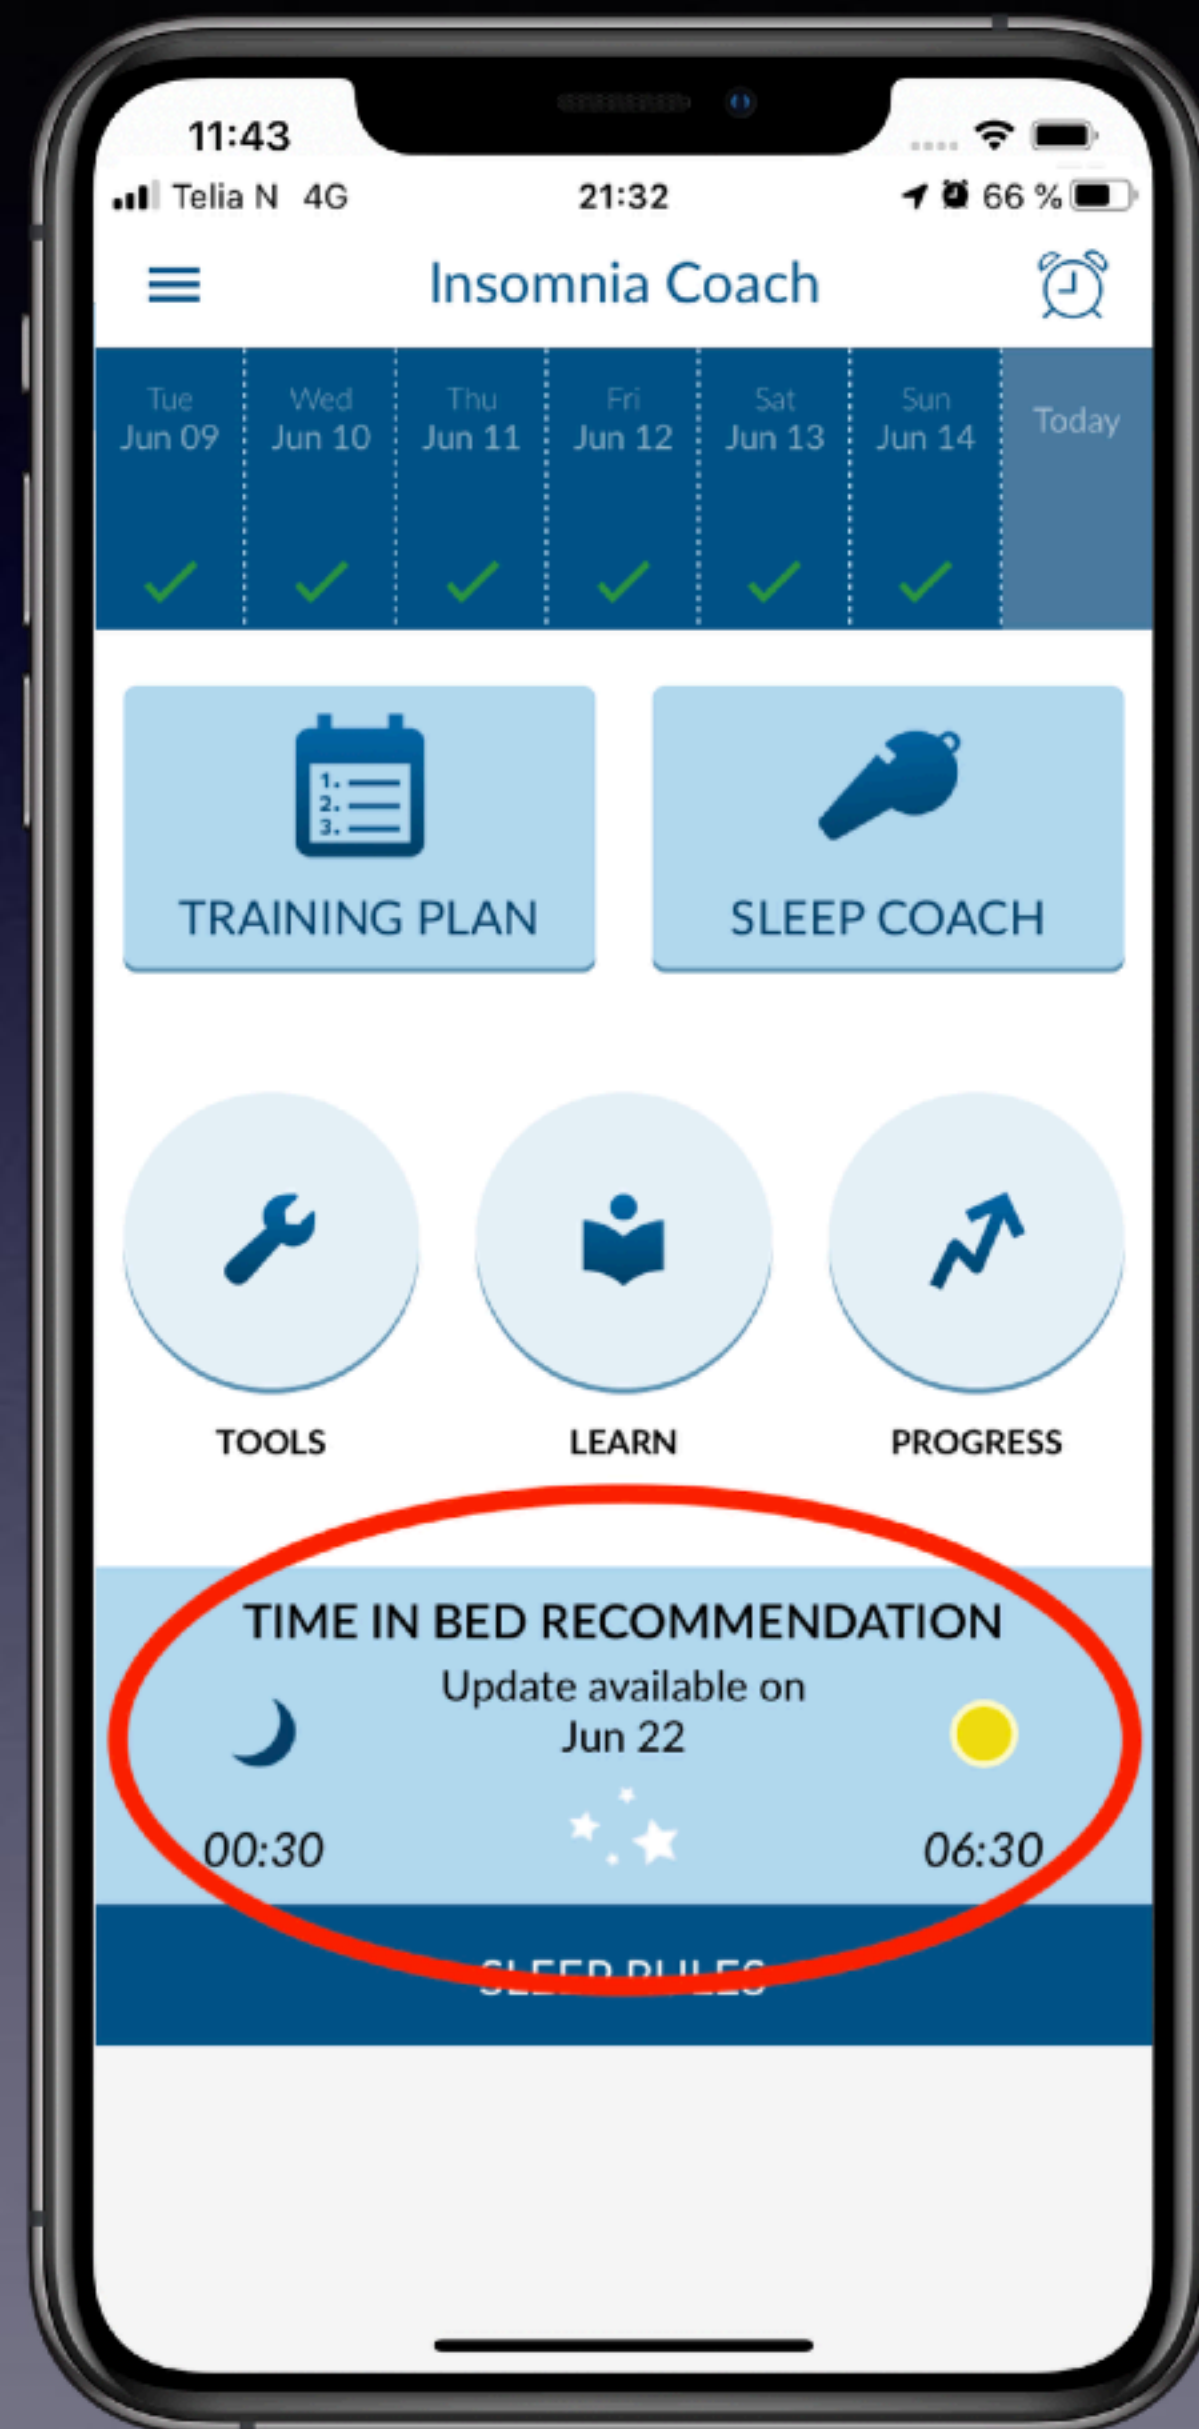 11:43
Telia N 4G 21:32 66 %
Insomnia Coach
Tue Wed Thu Fri Sat Sun
Jun 09 Jun 10 Jun 11 Jun 12 Jun 13 Jun 14 Today
1.
2.
3.
TRAINING PLAN SLEEP COACH
TOOLS LEARN PROGRESS
TIME IN BED RECOMMENDATION
Update available on
Jun 22
00:30 06:30
SLEEP RULES